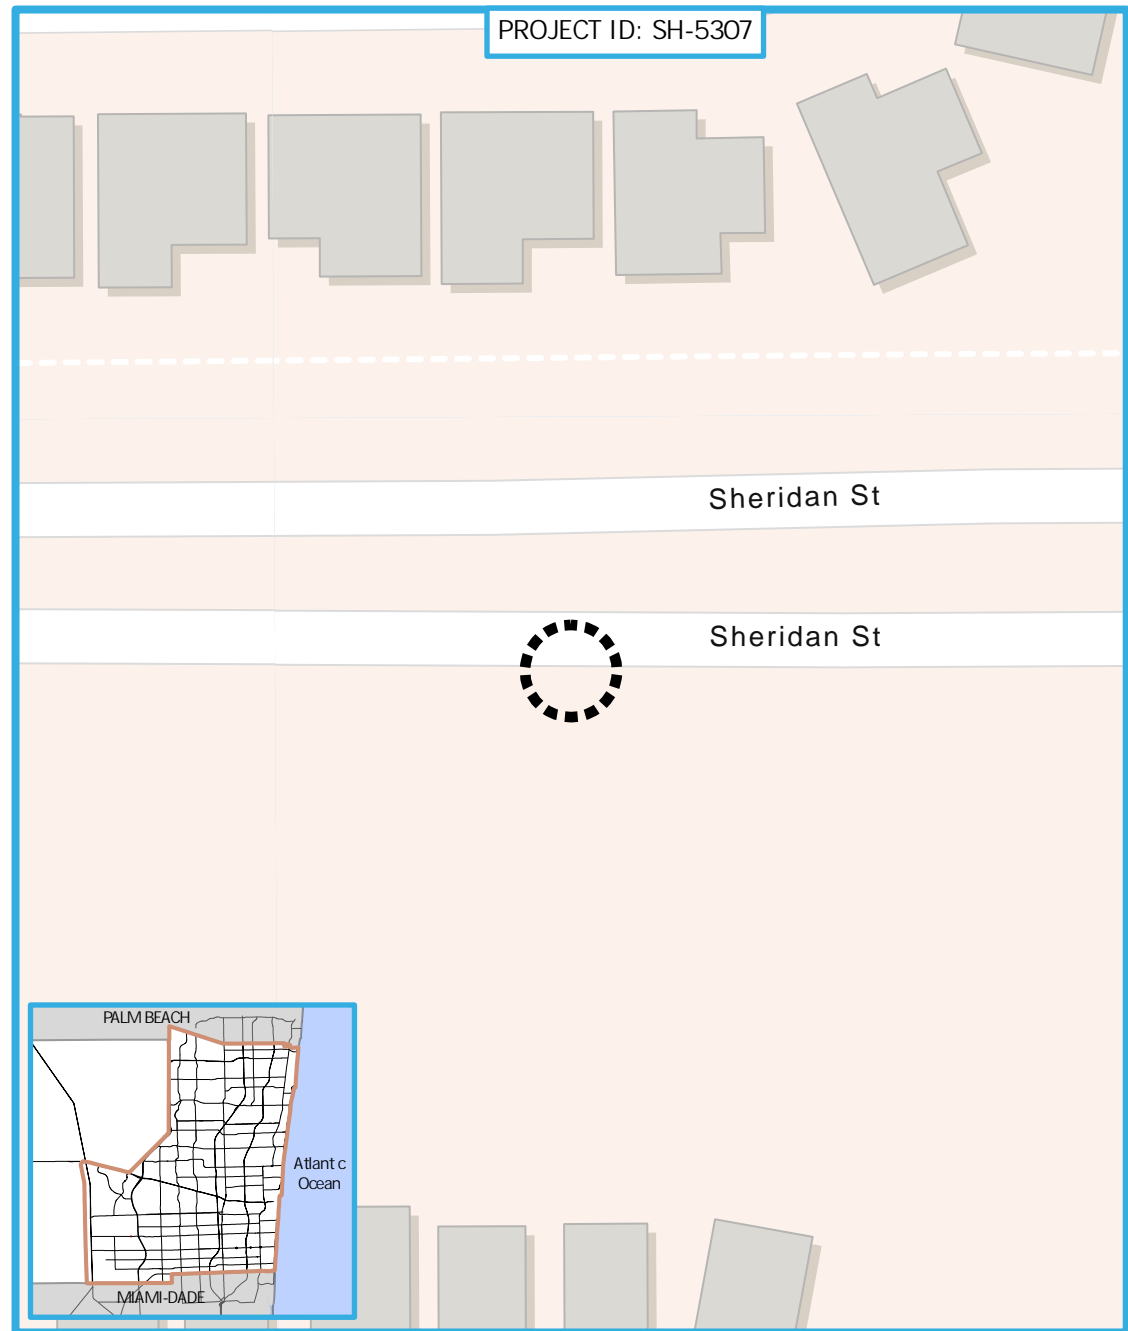 PROJECT ID: SH-5307
Sheridan St
Sheridan St
PALM BEACH
Atlant c
Ocean
MIAMI-DADE